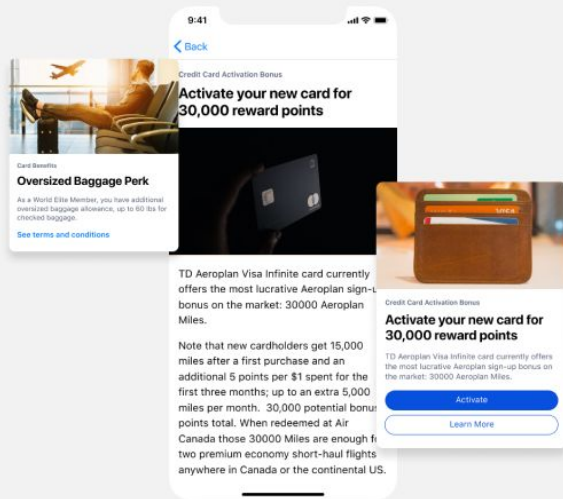 9:41
Back
Credit Card Activation Bonus
Activate your new card for
30,000 reward points
Card Benefits
Oversized Baggage Perk
As a World Elite Member, you have additional
oversized baggage allowance, up to 60 lbs for
checked baggage.
See terms and conditions
TD Aeroplan Visa Infinite card currently
offers the most lucrative Aeroplan sign-u
bonus on the market: 30000 Aeroplan
Miles.
Note that new cardholders get 15,000
miles after a first purchase and an
additional 5 points per $1 spent for the
first three months; up to an extra 5,000
miles per month. 30,000 potential bonus
points total. When redeemed at Air
Canada those 30000 Miles are enough f
two premium economy short-haul flights
anywhere in Canada or the continental US.
VISA
Credit Card Activation Bonus
Activate your new card for
30,000 reward points
TD Aeroplan Visa Infinite card currently offers
the most lucrative Aeroplan sign-up bonus on
the market: 30000 Aeroplan Miles.
Activate
Learn More